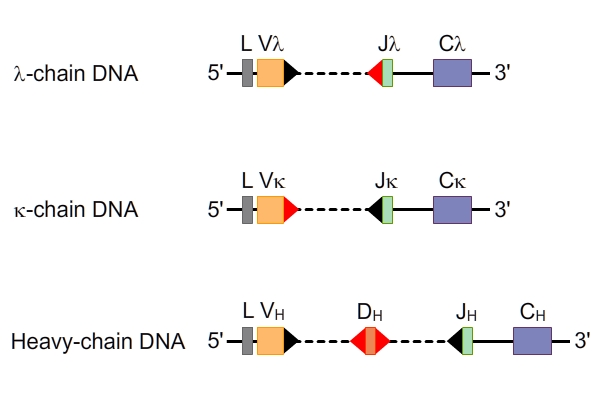 L Vλ Jλ Cλ
λ-chain DNA 5' 3'
L Vκ Jκ Cκ
κ-chain DNA 5' 3'
L VH DH JH CH
Heavy-chain DNA 5' 3'